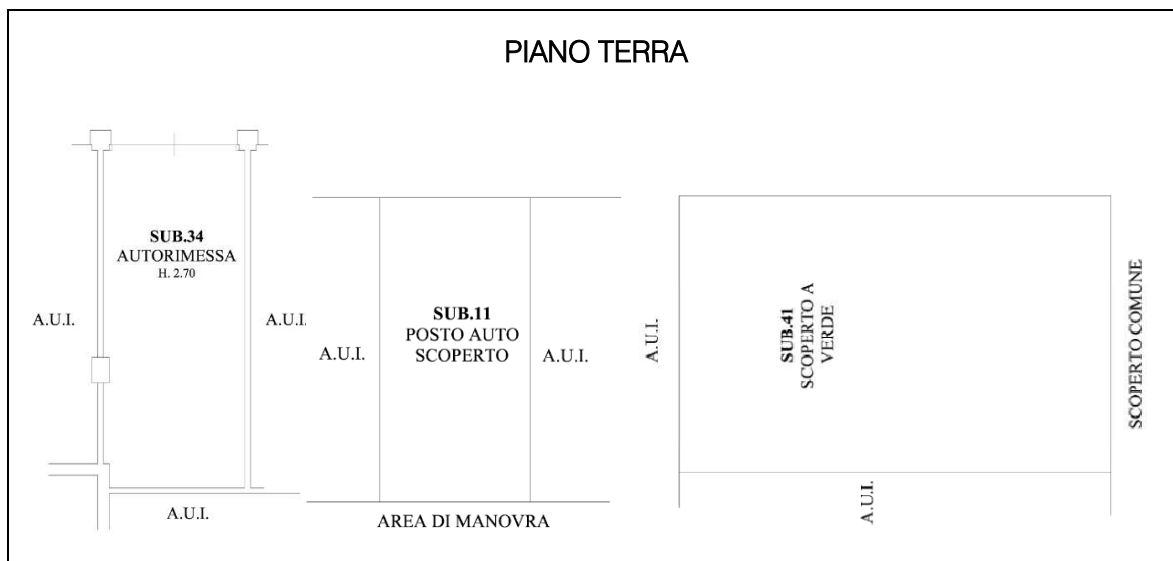 PIANO TERRA
SUB.34
AUTORIMESSA
H. 2.70
A.U.I.
A.U.I.
A.U.I.
SUB.11
POSTO AUTO
SCOPERTO
A.U.I.
A.U.I.
AREA DI MANOVRA
A.U.I.
SUB.41
SCOPERTO A
VERDE
SCOPERTO COMUNE
A.U.I.